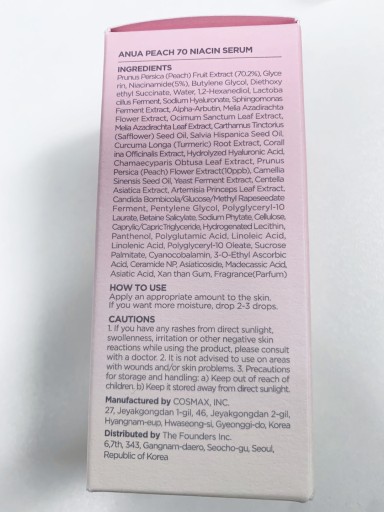 ANUA PEACH 70 NIACIN SERUM
INGREDIENTS
Prunus Persica (Peach) Fruit Extract (70.2%), Glyce
rin, Niacinamide(5%), Butylene Glycol, Diethoxy
ethyl Succinate, Water, 1,2-Hexanediol, Lactoba
cillus Ferment, Sodium Hyaluronate, Sphingomonas
Ferment Extract, Alpha-Arbutin, Melia Azadirachta
Flower Extract, Ocimum Sanctum Leaf Extract,
Melia Azadirachta Leaf Extract, Carthamus Tinctorius
(Safflower) Seed Oil, Salvia Hispanica Seed Oil,
Curcuma Longa (Turmeric) Root Extract, Corall
ina Officinalis Extract, Hydrolyzed Hyaluronic Acid,
Chamaecyparis Obtusa Leaf Extract, Prunus
Persica (Peach) Flower Extract(10ppb), Camellia
Sinensis Seed Oil, Yeast Ferment Extract, Centella
Asiatica Extract, Artemisia Princeps Leaf Extract,
Candida Bombicola/Glucose/Methyl Rapeseedate
Ferment, Pentylene Glycol, Polyglyceryl-10
Laurate, Betaine Salicylate, Sodium Phytate, Cellulose,
Caprylic/Capric Triglyceride, Hydrogenated Lecithin,
Panthenol, Polyglutamic Acid, Linoleic Acid,
Linolenic Acid, Polyglyceryl-10 Oleate, Sucrose
Palmitate, Cyanocobalamin, 3-O-Ethyl Ascorbic
Acid, Ceramide NP, Asiaticoside, Madecassic Acid,
Asiatic Acid, Xan than Gum, Fragrance(Parfum)
HOW TO USE
Apply an appropriate amount to the skin.
If you want more moisture, drop 2-3 drops.
CAUTIONS
1. If you have any rashes from direct sunlight,
swollenness, irritation or other negative skin
reactions while using the product, please consult
with a doctor. 2. It is not advised to use on areas
with wounds and/or skin problems. 3. Precautions
for storage and handling: a) Keep out of reach of
children. b) Keep it stored away from direct sunlight.
Manufactured by COSMAX, INC.
27, Jeyakgongdan 1-gil, 46, Jeyakgongdan 2-gil,
Hyangnam-eup, Hwaseong-si, Gyeonggi-do, Korea
Distributed by The Founders Inc.
6,7th, 343, Gangnam-daero, Seocho-gu, Seoul,
Republic of Korea